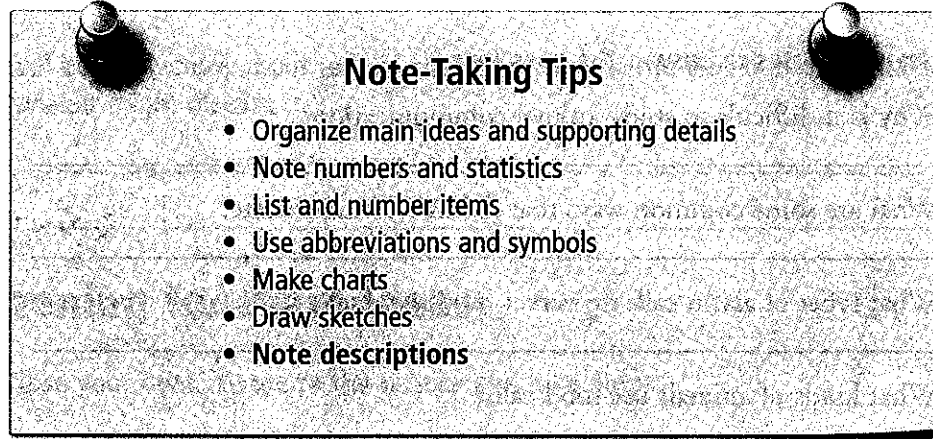 Note-Taking Tips
• Organize main ideas and supporting details
• Note numbers and statistics
• List and number items
• Use abbreviations and symbols
• Make charts
• Draw sketches
• Note descriptions